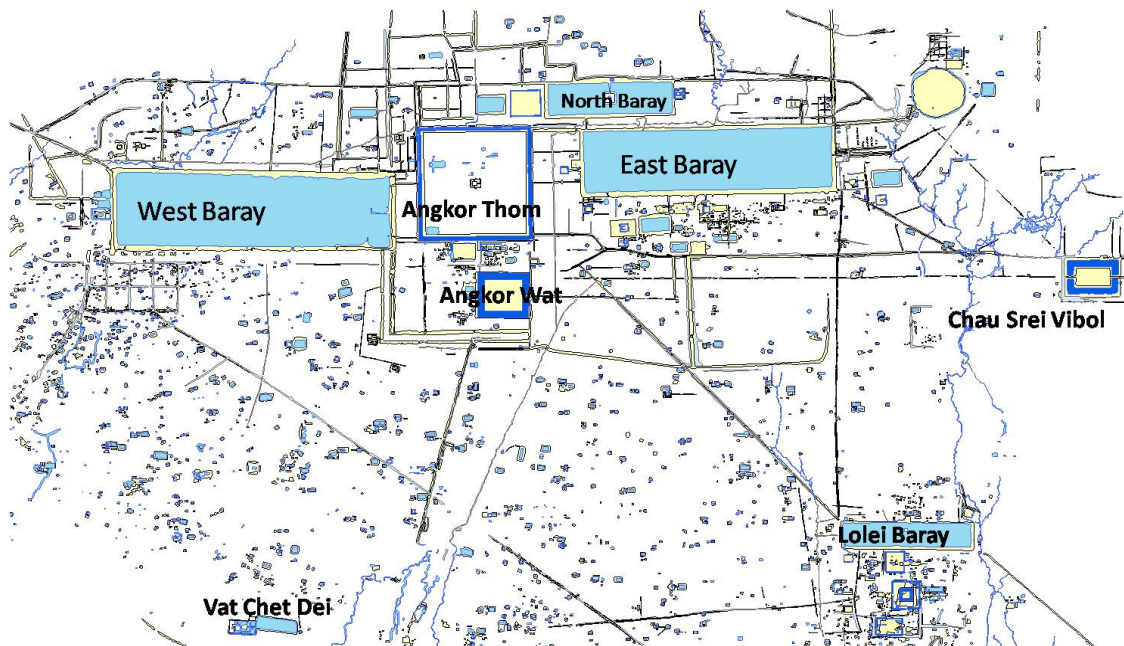 North Baray
East Baray
West Baray
Angkor Thom
Angkor Wat
Chau Srei Vibol
Lolei Baray
Vat Chet Dei